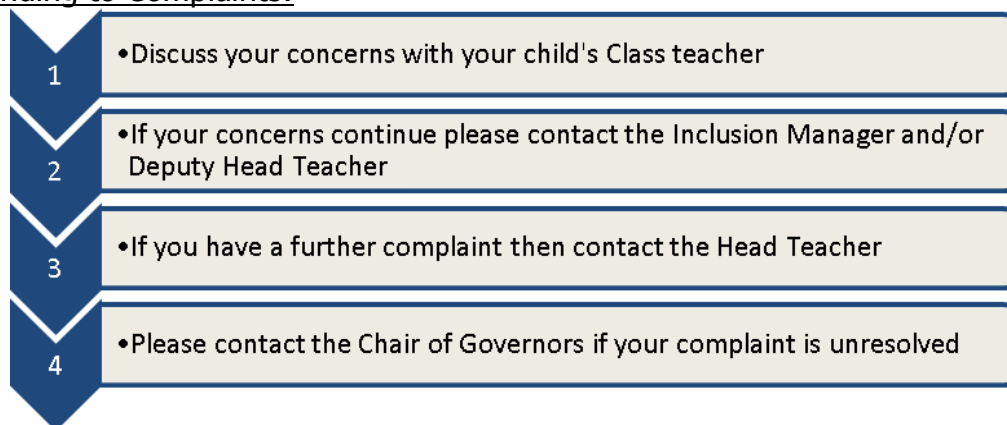 to Complaints:
1
•Discuss your concerns with your child's Class teacher
2
•If your concerns continue please contact the Inclusion Manager and/or
Deputy Head Teacher
3
•If you have a further complaint then contact the Head Teacher
4
•Please contact the Chair of Governors if your complaint is unresolved